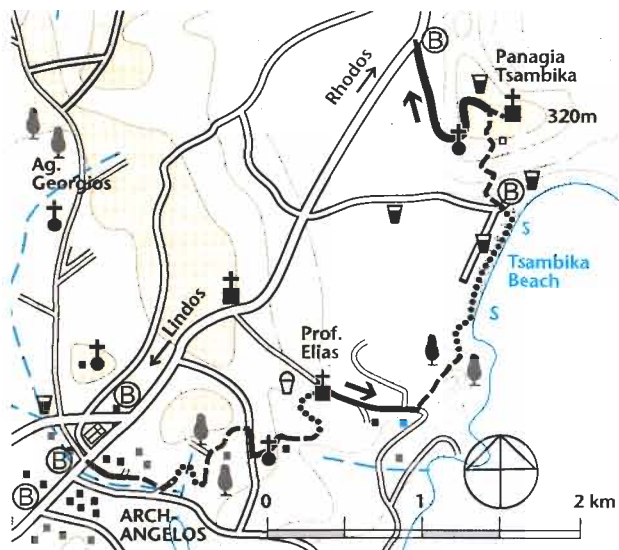 B
Rhodos
Panagia
Tsambika
320m
Ag.
Georgios
B
S
Tsambika
Beach
S
Lindos
Prof.
Elias
B
B
B
ARCH-
ANGELOS
0
1
2 km